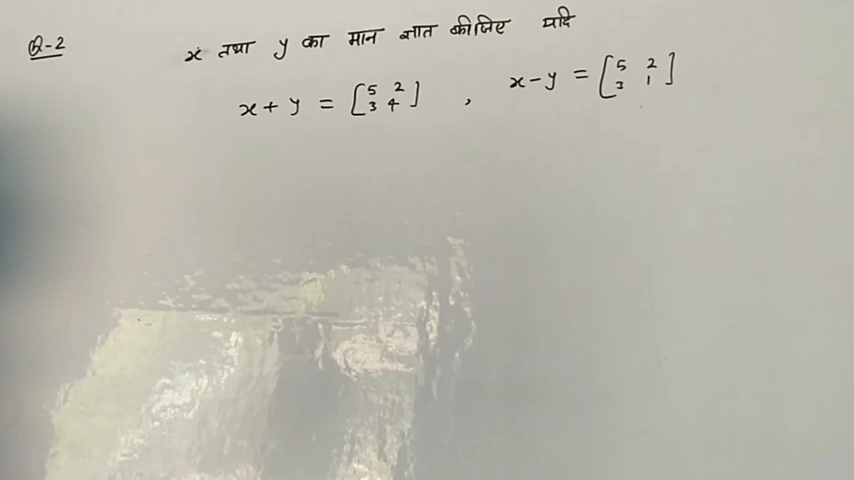 Q-2 x तथा y का मान ज्ञात कीजिए यदि
x + y = [5 2 3 4] , x - y = [5 2 3 1]